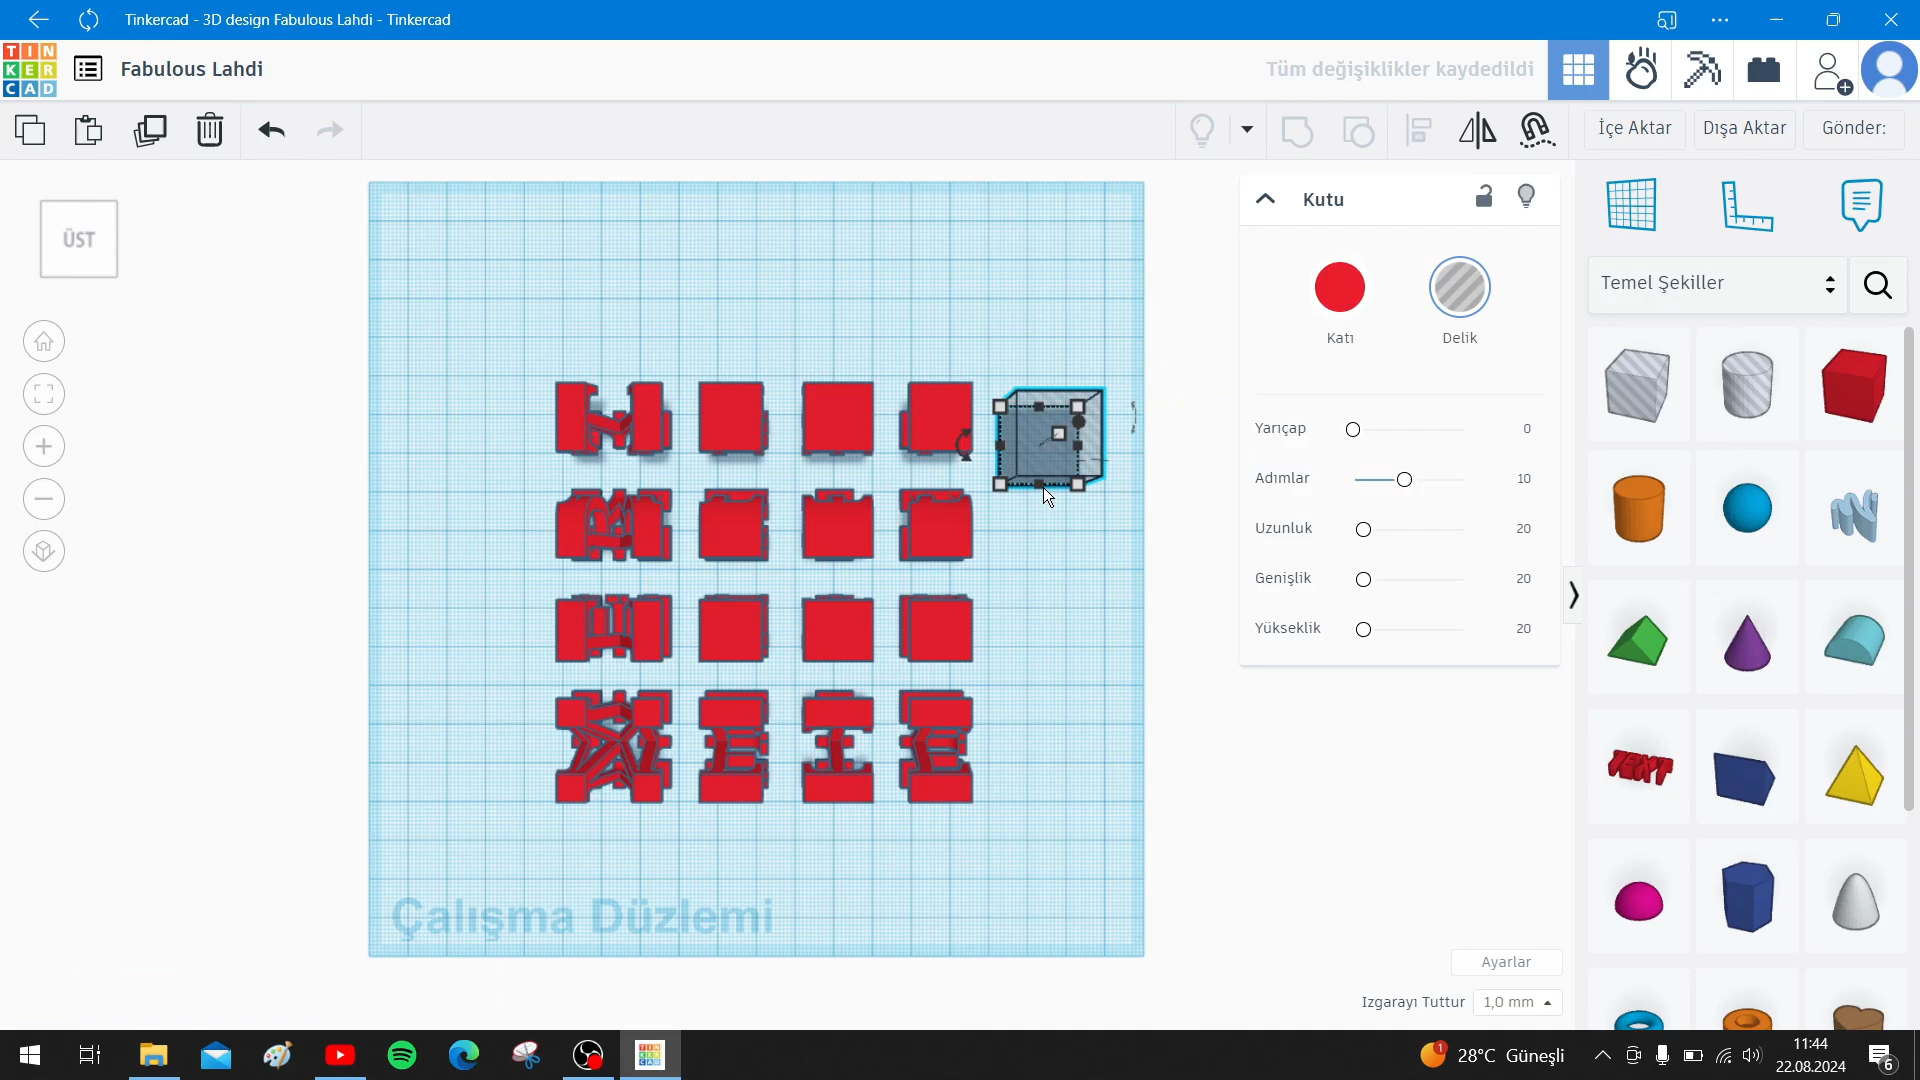 Tinkercad - 3D design Fabulous Lahdi - Tinkercad
TIN
KER
CAD
Fabulous Lahdi
Tüm değişiklikler kaydedildi
İçe Aktar
Dışa Aktar
Gönder:
ÜST
Kutu
Katı
Delik
Yarıçap 0
Adımlar 10
Uzunluk 20
Genişlik 20
Yükseklik 20
Temel Şekiller
TEXT
Çalışma Düzlemi
Ayarlar
Izgarayı Tuttur 1,0 mm
1
28°C Güneşli
11:44
22.08.2024
6